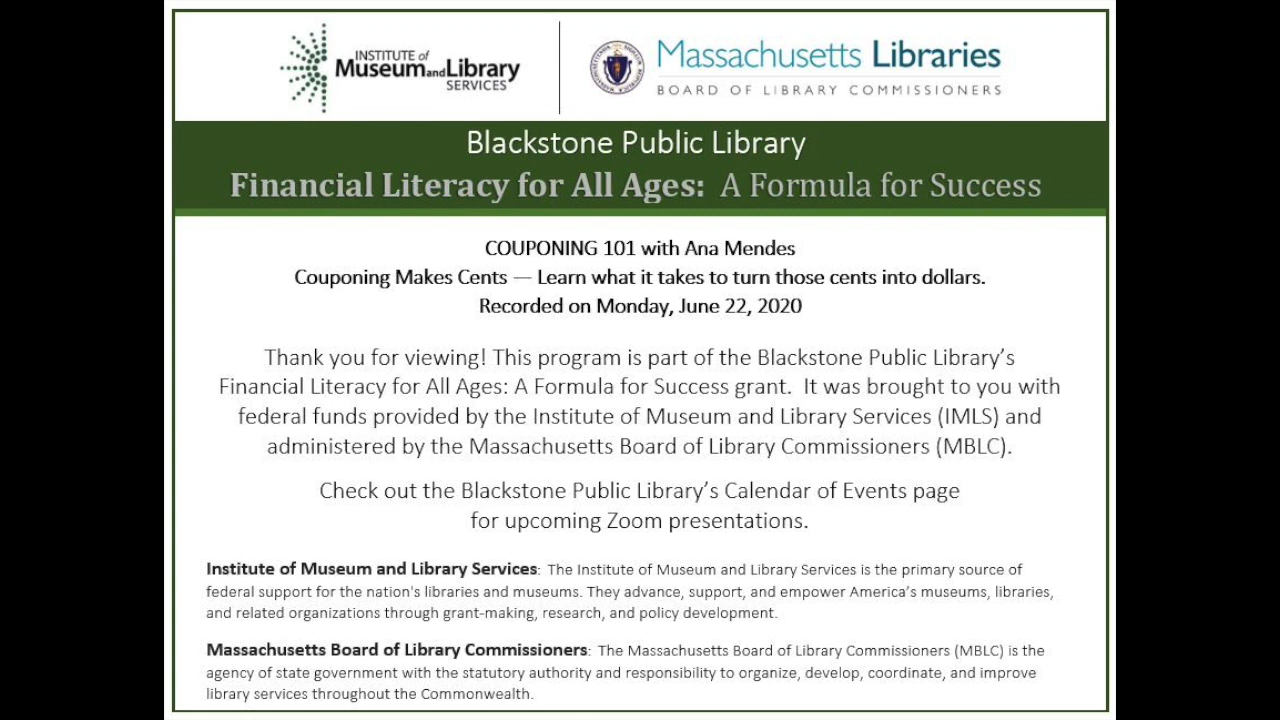 INSTITUTE of
Museum and Library
SERVICES
Massachusetts Libraries
BOARD OF LIBRARY COMMISSIONERS
Blackstone Public Library
Financial Literacy for All Ages: A Formula for Success
COUPONING 101 with Ana Mendes
Couponing Makes Cents — Learn what it takes to turn those cents into dollars.
Recorded on Monday, June 22, 2020
Thank you for viewing! This program is part of the Blackstone Public Library’s
Financial Literacy for All Ages: A Formula for Success grant. It was brought to you with
federal funds provided by the Institute of Museum and Library Services (IMLS) and
administered by the Massachusetts Board of Library Commissioners (MBLC).
Check out the Blackstone Public Library’s Calendar of Events page
for upcoming Zoom presentations.
Institute of Museum and Library Services: The Institute of Museum and Library Services is the primary source of
federal support for the nation's libraries and museums. They advance, support, and empower America’s museums, libraries,
and related organizations through grant-making, research, and policy development.
Massachusetts Board of Library Commissioners: The Massachusetts Board of Library Commissioners (MBLC) is the
agency of state government with the statutory authority and responsibility to organize, develop, coordinate, and improve
library services throughout the Commonwealth.